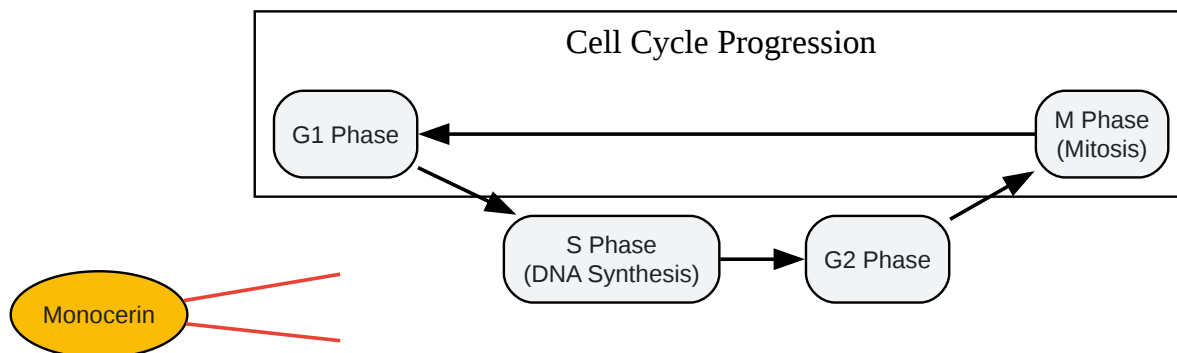 Cell Cycle Progression
G1 Phase
M Phase
(Mitosis)
S Phase
(DNA Synthesis)
G2 Phase
Monocerin